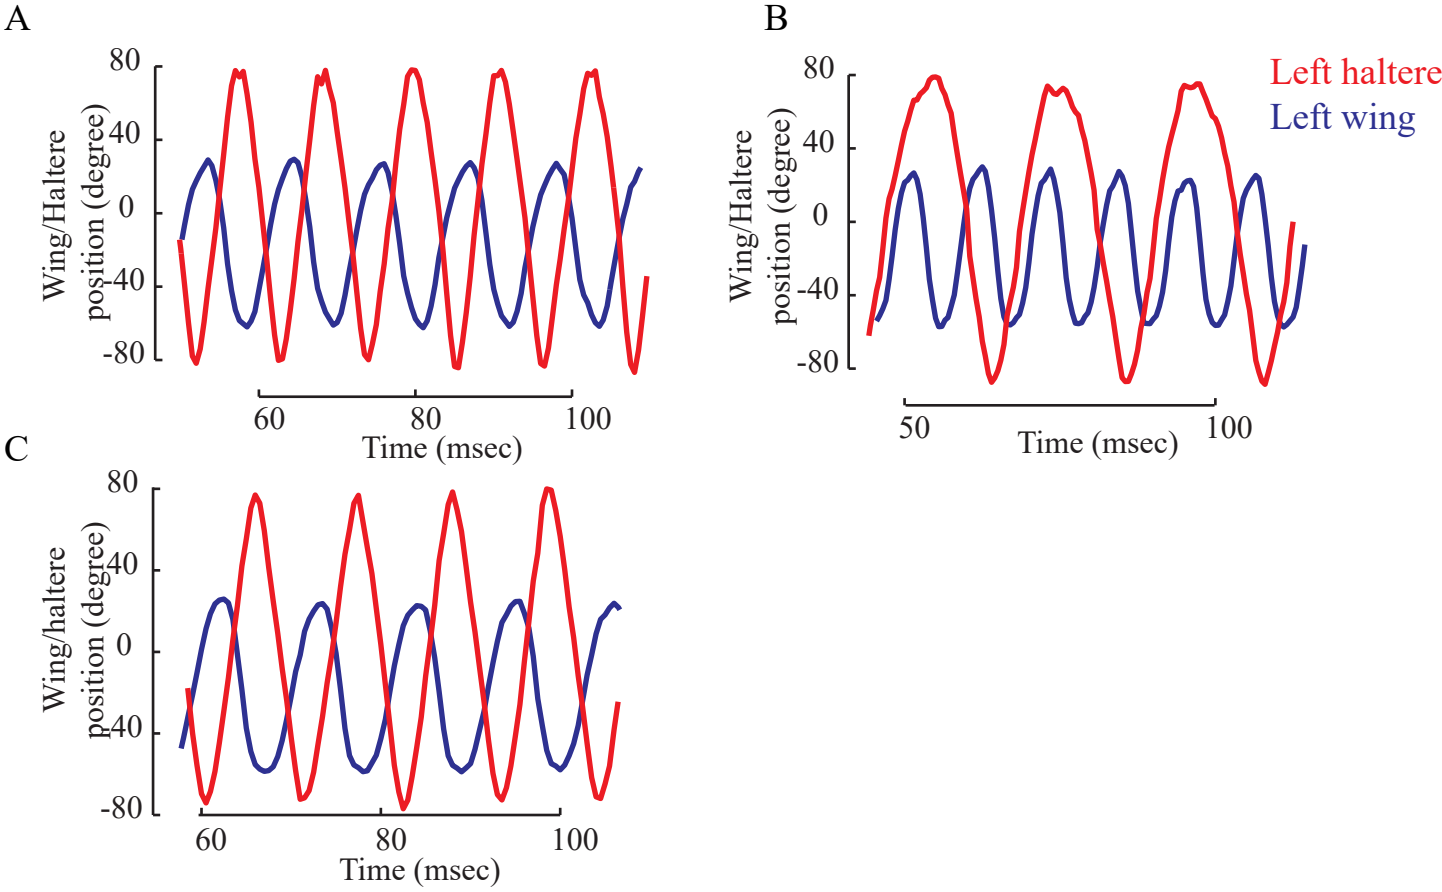 A
80
40
0
-40
-80
Wing/Haltere
position (degree)
60
80
100
Time (msec)
B
80
40
0
-40
-80
Wing/Haltere
position (degree)
50
100
Time (msec)
Left haltere
Left wing
C
80
40
0
-40
-80
Wing/haltere
position (degree)
60
80
100
Time (msec)